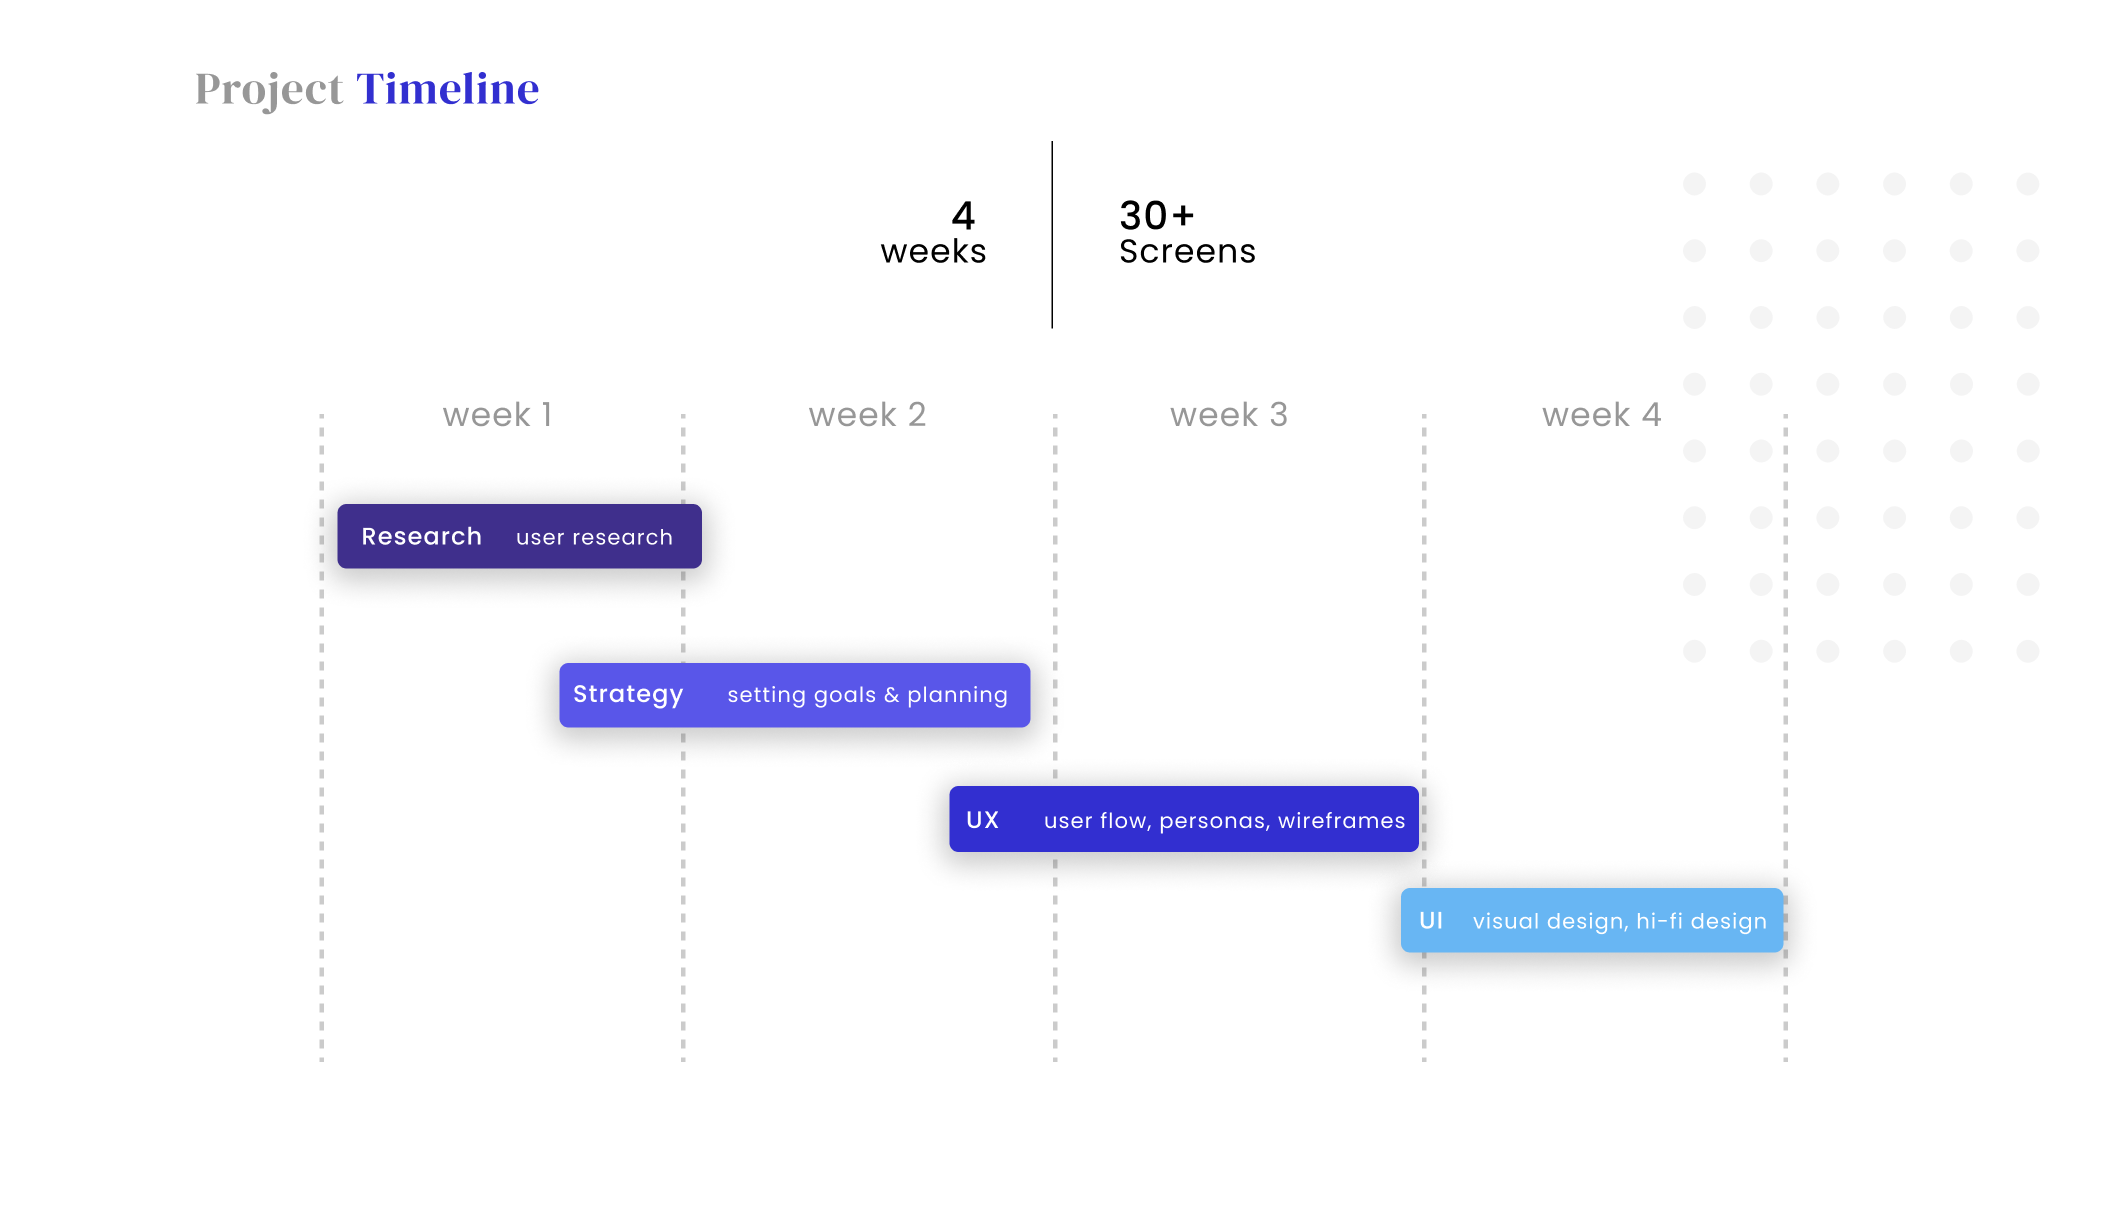 Project Timeline
4
weeks
30+
Screens
week 1
week 2
week 3
week 4
Research user research
Strategy setting goals & planning
UX user flow, personas, wireframes
UI visual design, hi-fi design